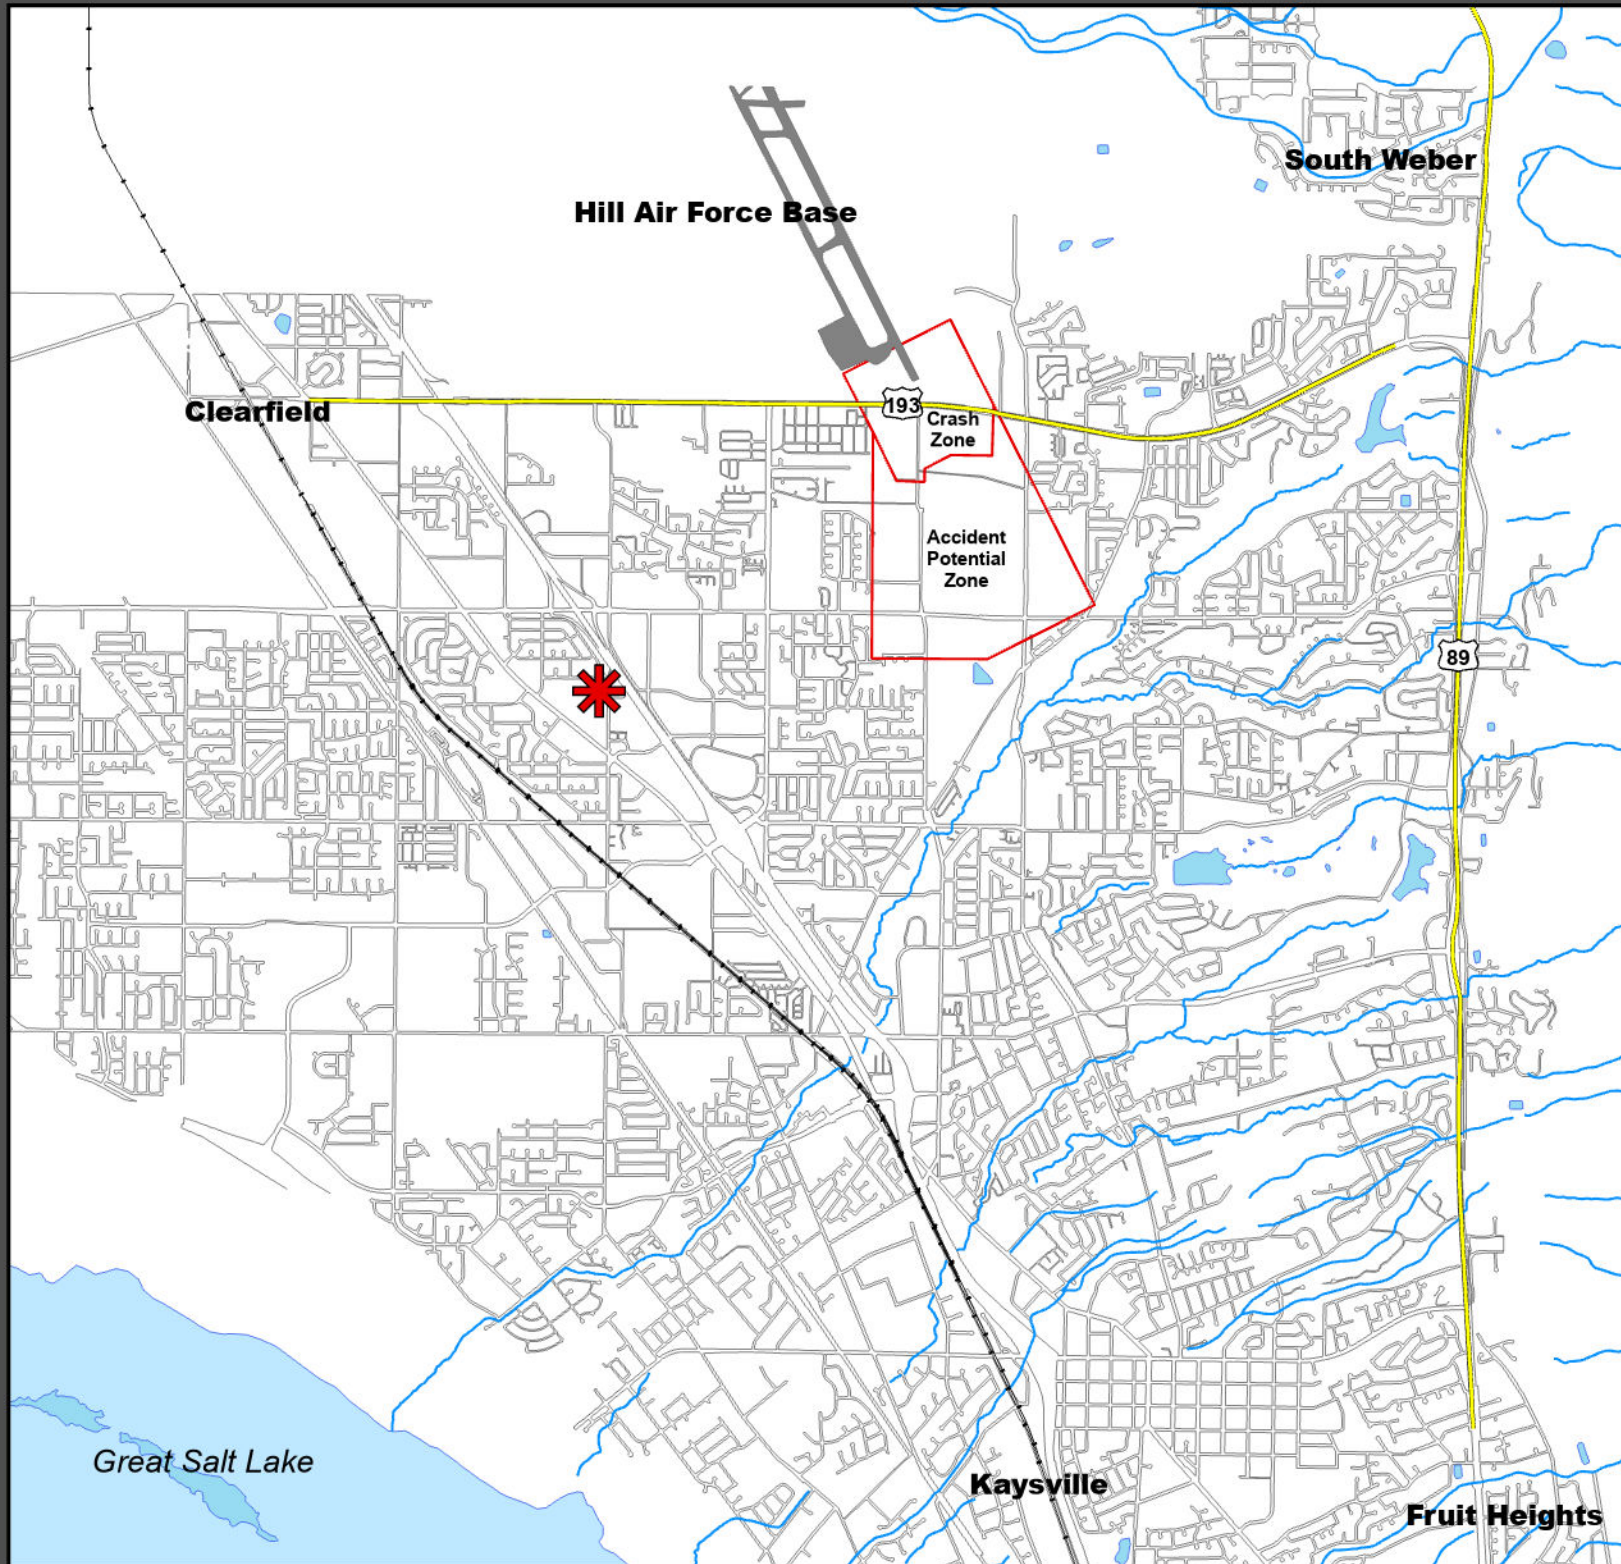 South Weber
Hill Air Force Base
193
Clearfield
Crash
Zone
Accident
Potential
Zone
89
Great Salt Lake
Kaysville
Fruit Heights